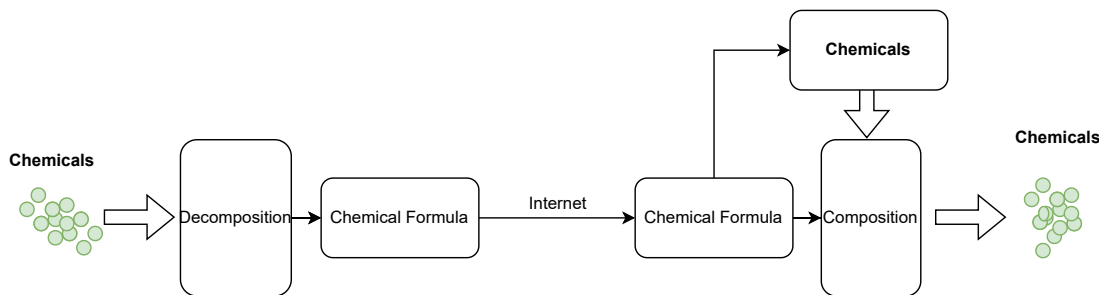 Chemicals
Decomposition
Chemical Formula
Internet
Chemical Formula
Chemicals
Composition
Chemicals